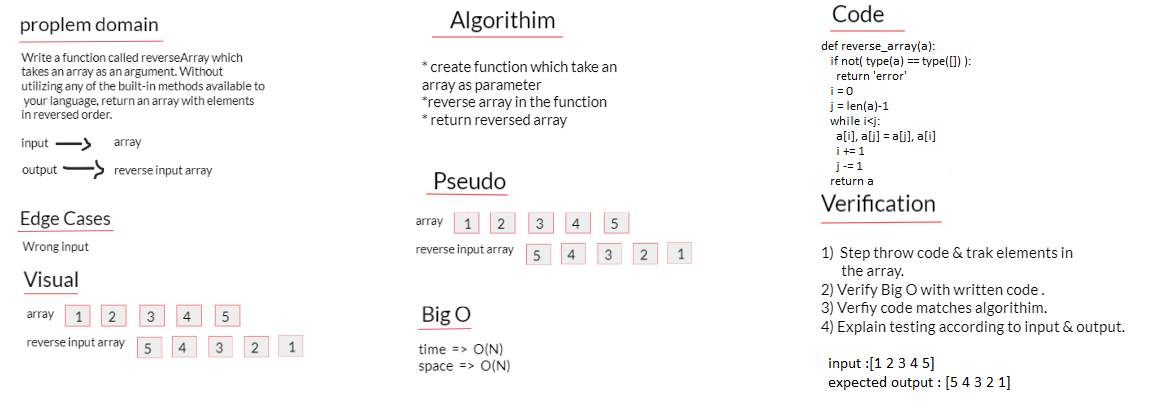 proplem domain
Write a function called reverseArray which
takes an array as an argument. Without
utilizing any of the built-in methods available to
your language, return an array with elements
in reversed order.
input array
output reverse input array
Edge Cases
Wrong input
Visual
array 1 2 3 4 5
reverse input array 5 4 3 2 1
Algorithim
* create function which take an
array as parameter
*reverse array in the function
* return reversed array
Pseudo
array 1 2 3 4 5
reverse input array 5 4 3 2 1
Big O
time => O(N)
space => O(N)
Code
def reverse_array(a):
if not( type(a) == type([]) ):
return 'error'
i = 0
j = len(a)-1
while i<j:
a[i], a[j] = a[j], a[i]
i += 1
j -= 1
return a
Verification
1) Step throw code & trak elements in
the array.
2) Verify Big O with written code .
3) Verfiy code matches algorithim.
4) Explain testing according to input & output.
input :[1 2 3 4 5]
expected output : [5 4 3 2 1]